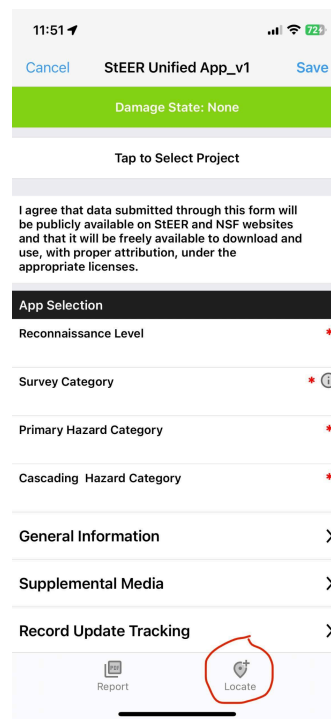 11:51
72
Cancel StEER Unified App_v1 Save
Damage State: None
Tap to Select Project
I agree that data submitted through this form will
be publicly available on StEER and NSF websites
and that it will be freely available to download and
use, with proper attribution, under the
appropriate licenses.
App Selection
Reconnaissance Level *
Survey Category *
Primary Hazard Category *
Cascading  Hazard Category *
General Information
Supplemental Media
Record Update Tracking
PDF
Report Locate